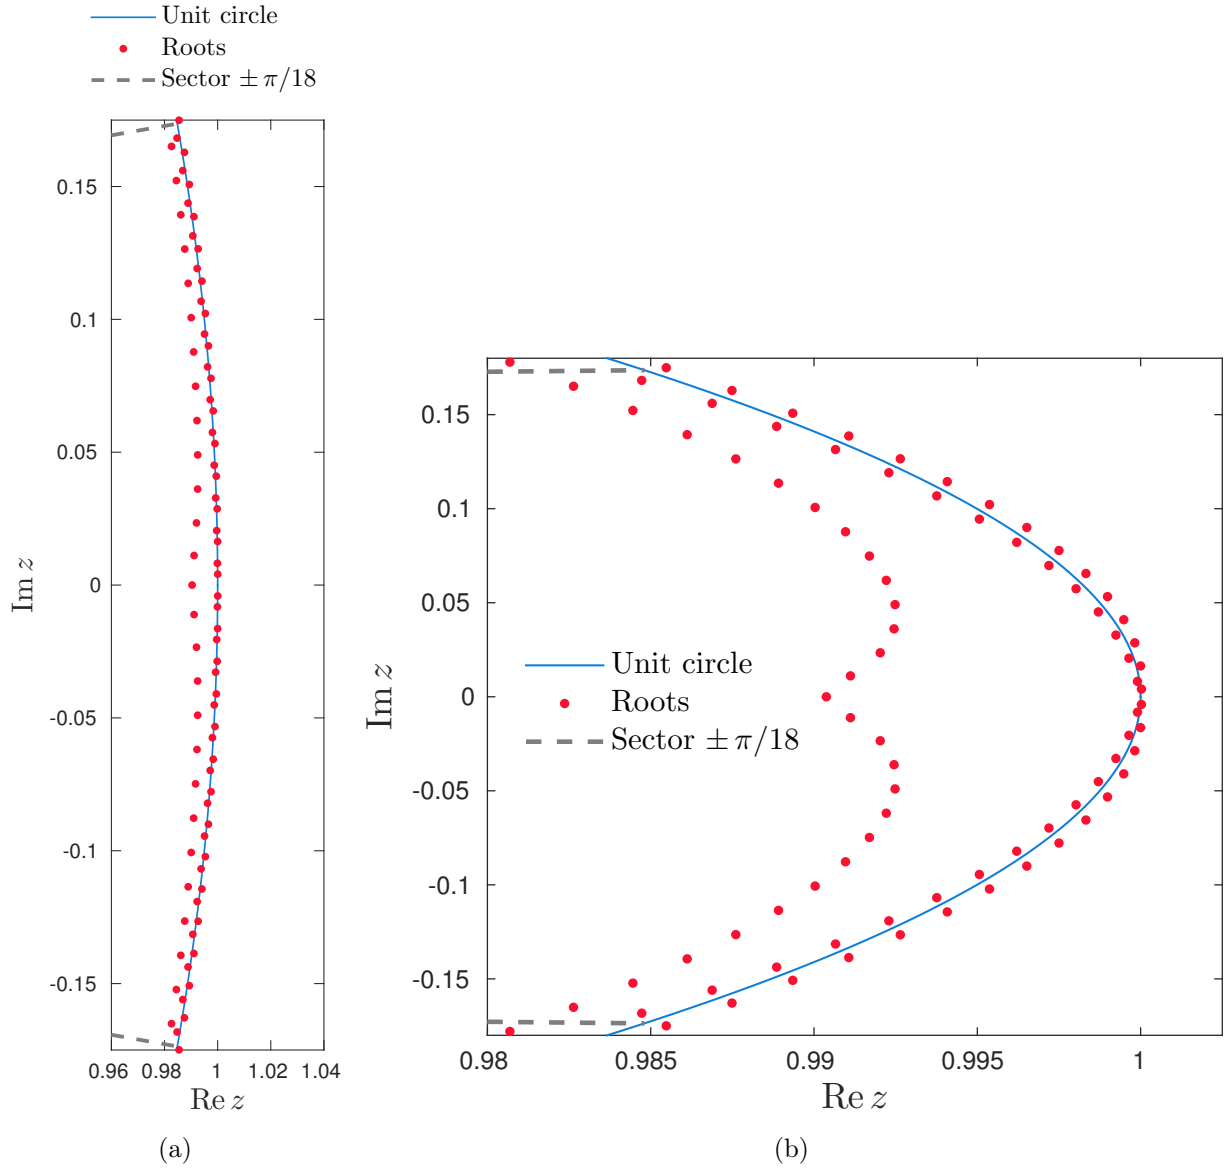 Unit circle
Roots
Sector ± π/18
0.15
0.1
0.05
0
-0.05
-0.1
-0.15
Im z
0.96 0.98 1 1.02 1.04
Re z
(a)
0.15
0.1
0.05
0
-0.05
-0.1
-0.15
Im z
Unit circle
Roots
Sector ± π/18
0.98 0.985 0.99 0.995 1
Re z
(b)